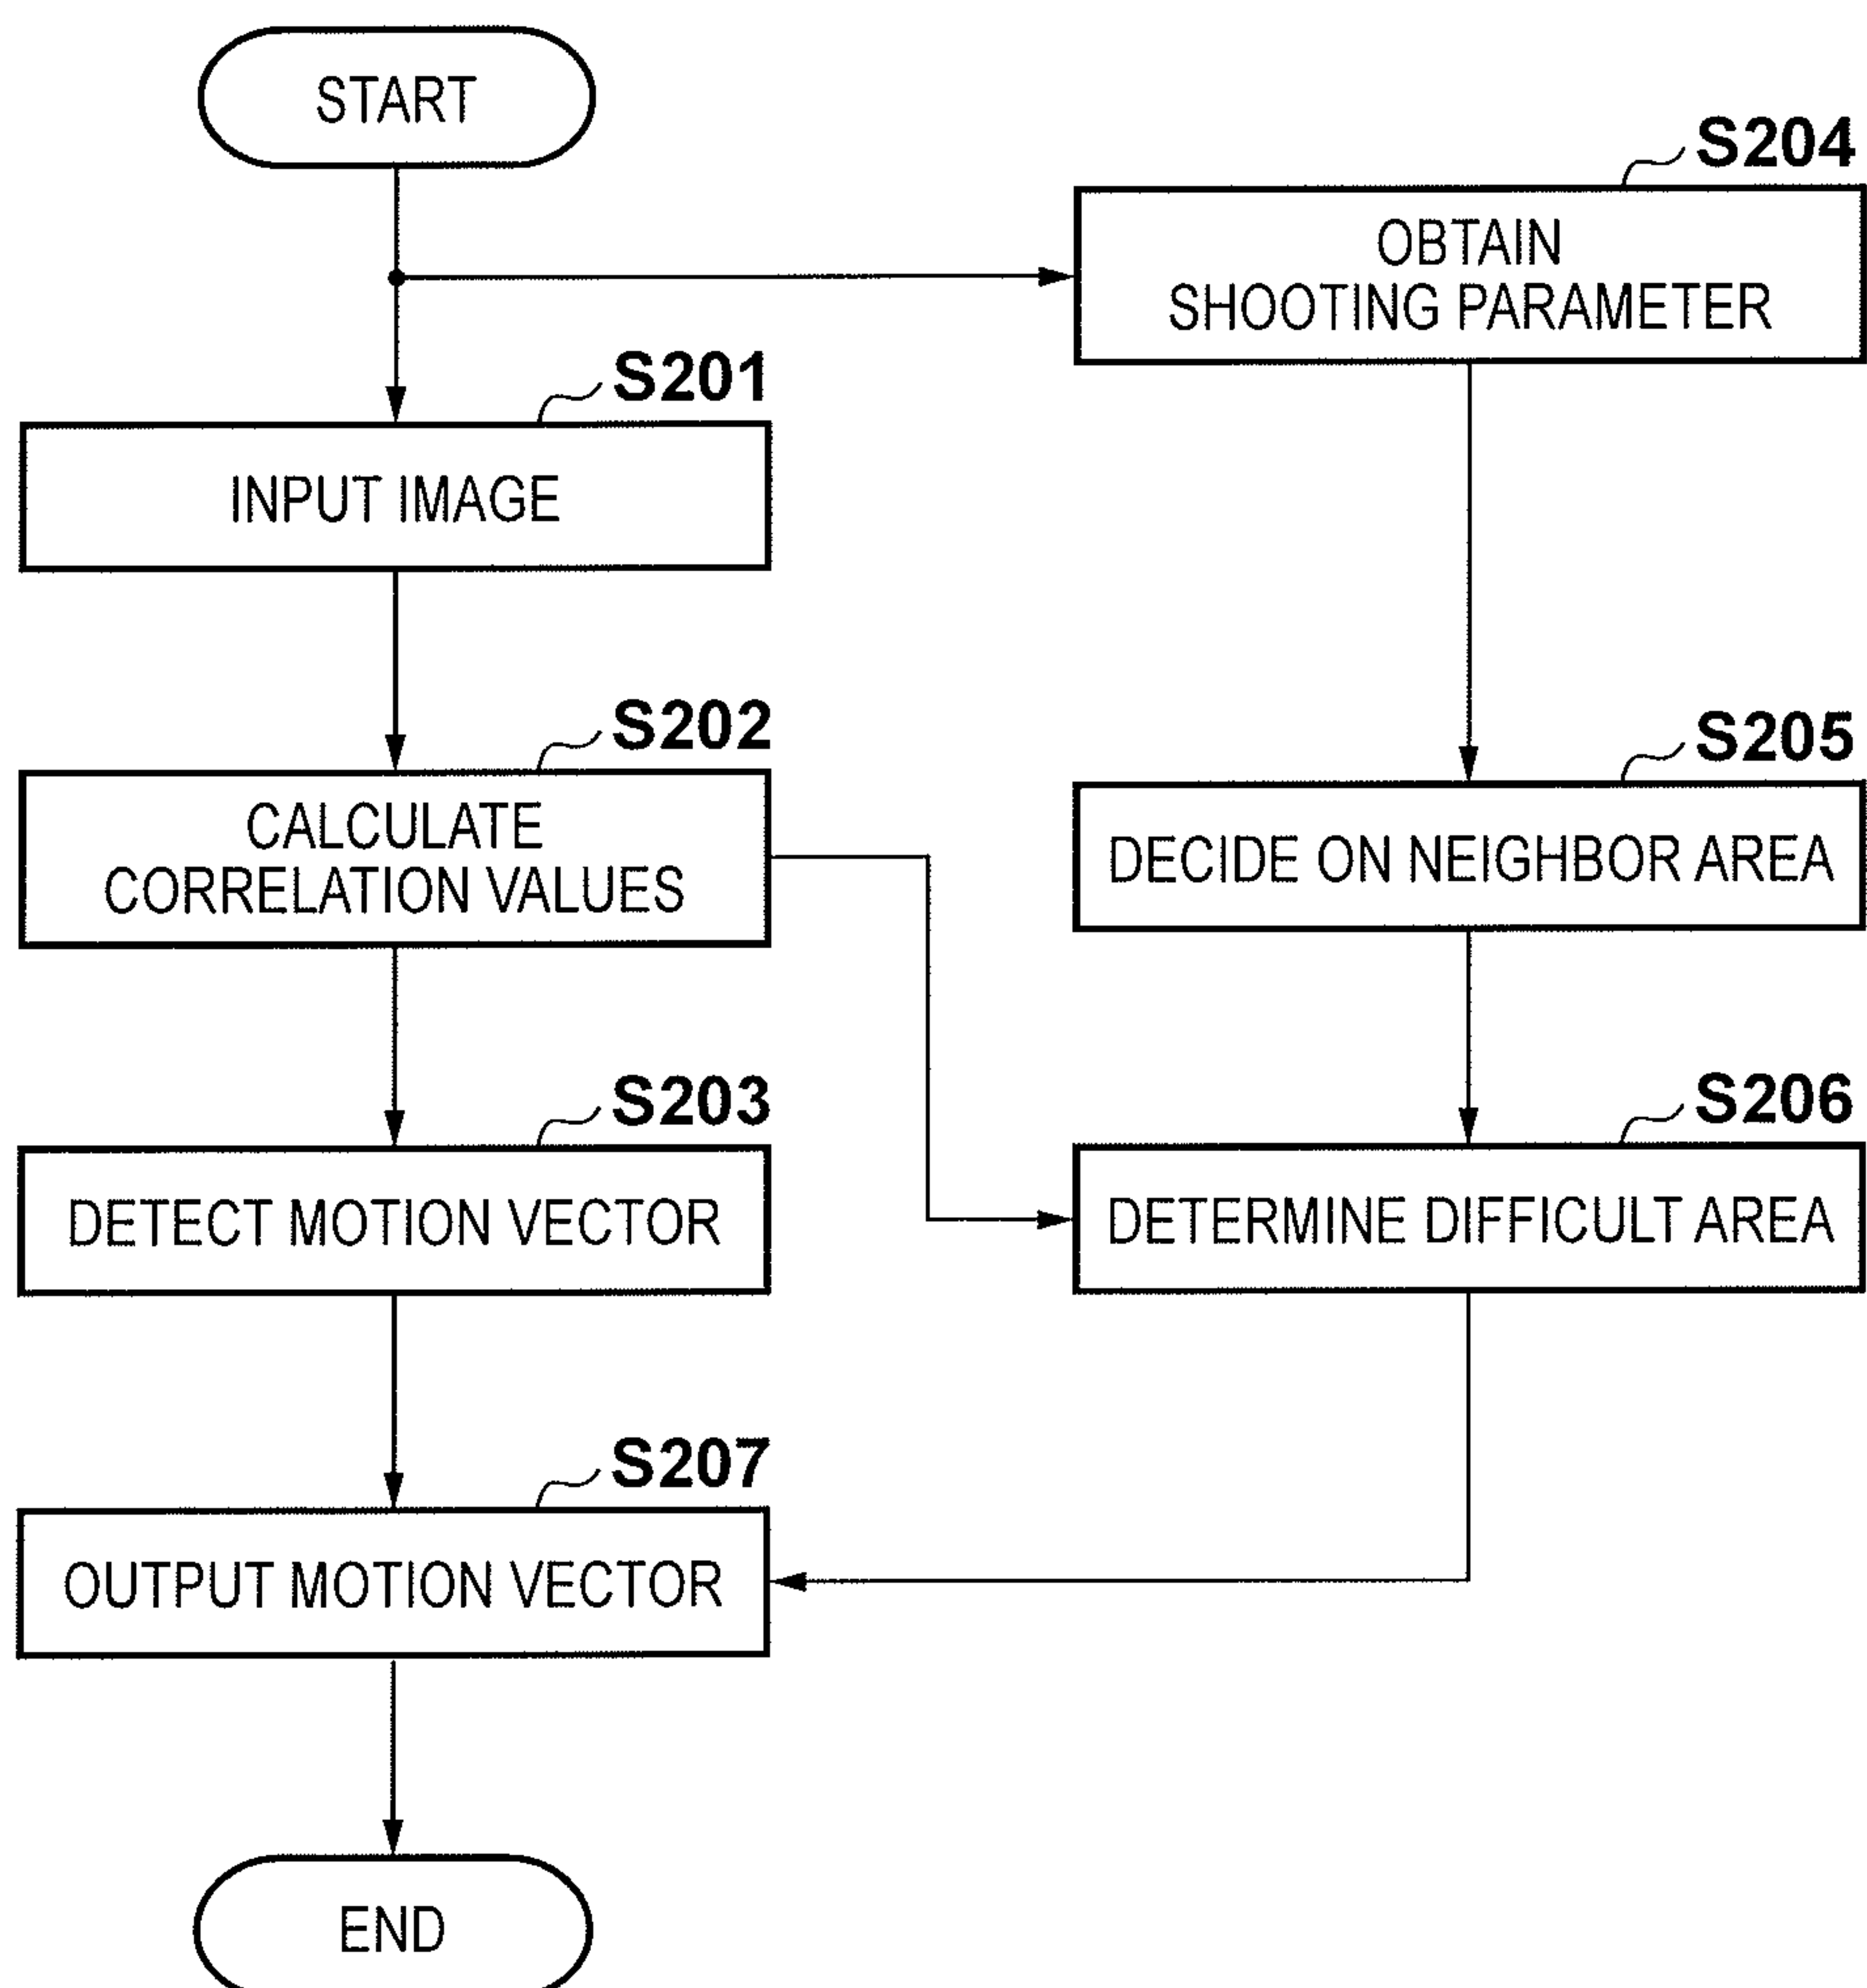 START
S204
OBTAIN
SHOOTING PARAMETER
S201
INPUT IMAGE
S202
CALCULATE
CORRELATION VALUES
S205
DECIDE ON NEIGHBOR AREA
S203
DETECT MOTION VECTOR
S206
DETERMINE DIFFICULT AREA
S207
OUTPUT MOTION VECTOR
END